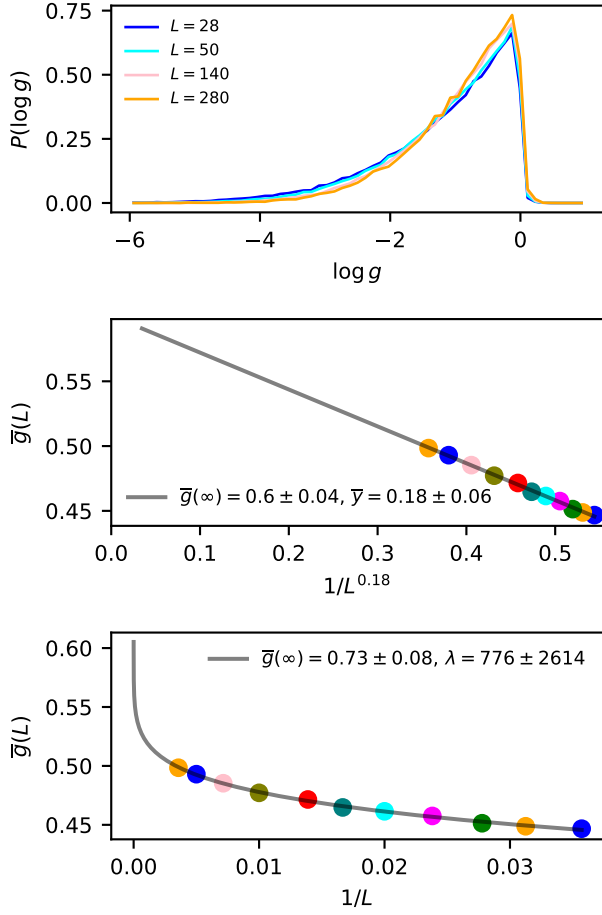 0.75
0.50
0.25
0.00
P(log g)
L = 28
L = 50
L = 140
L = 280
−6 −4 −2 0
log g
0.55
0.50
0.45
g̅(L)
g̅(∞) = 0.6 ± 0.04, y̅ = 0.18 ± 0.06
0.0 0.1 0.2 0.3 0.4 0.5
1/L^0.18
0.60
0.55
0.50
0.45
g̅(L)
g̅(∞) = 0.73 ± 0.08, λ = 776 ± 2614
0.00 0.01 0.02 0.03
1/L